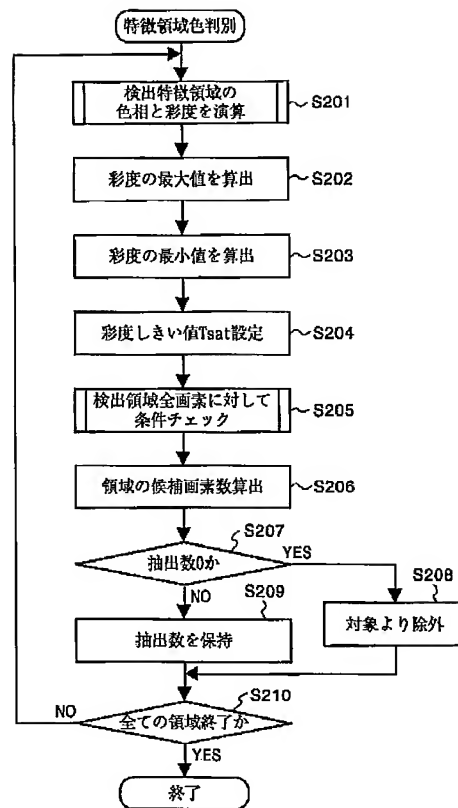 特徴領域色判別
検出特徴領域の
色相と彩度を演算
S201
彩度の最大値を算出
S202
彩度の最小値を算出
S203
彩度しきい値Tsat設定
S204
検出領域全画素に対して
条件チェック
S205
領域の候補画素数算出
S206
S207
抽出数0か
YES
NO
S208
対象より除外
S209
抽出数を保持
S210
全ての領域終了か
NO
YES
終了